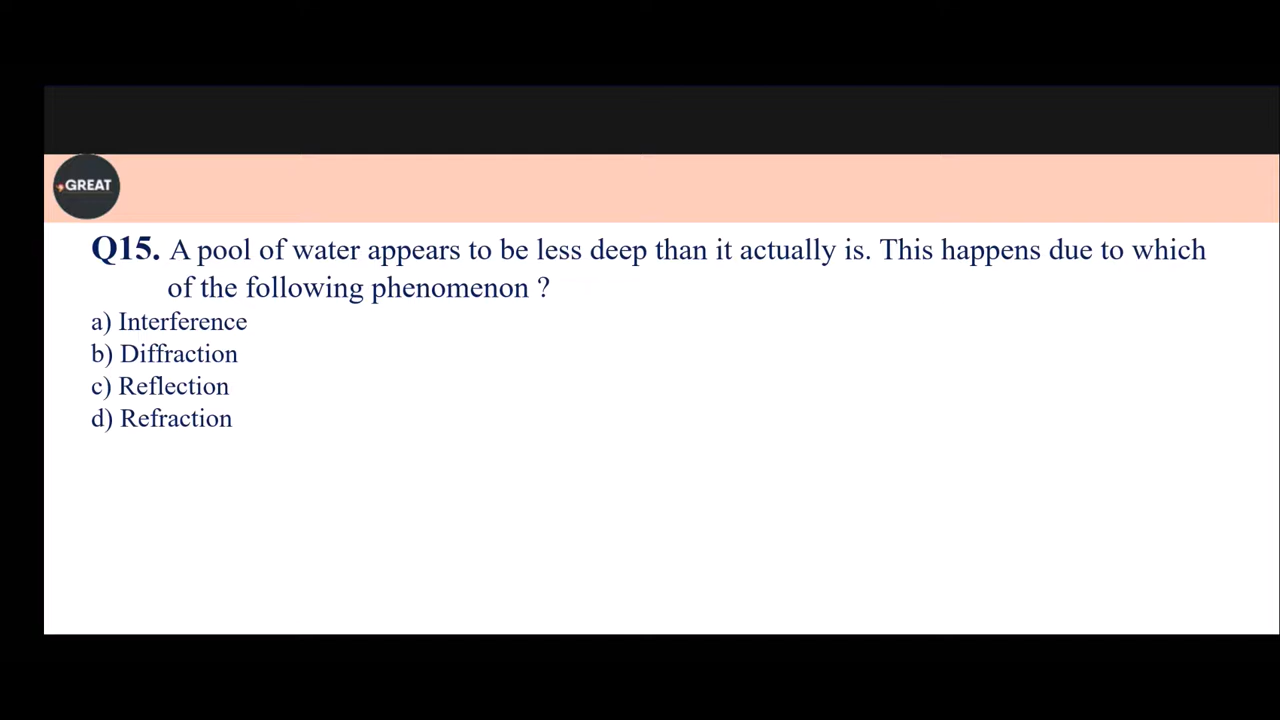 GREAT
Q15. A pool of water appears to be less deep than it actually is. This happens due to which
of the following phenomenon ?
a) Interference
b) Diffraction
c) Reflection
d) Refraction